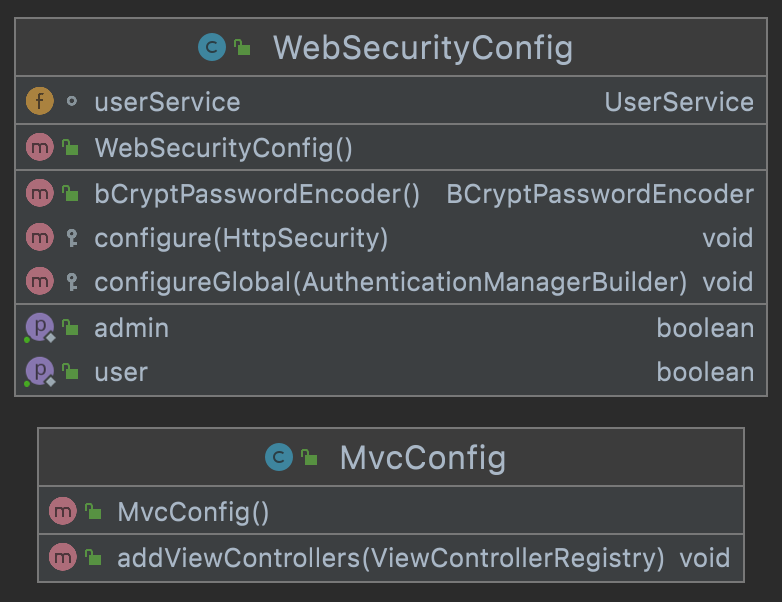 C WebSecurityConfig
f userService UserService
m WebSecurityConfig()
m bCryptPasswordEncoder() BCryptPasswordEncoder
m configure(HttpSecurity) void
m configureGlobal(AuthenticationManagerBuilder) void
p admin boolean
p user boolean
C MvcConfig
m MvcConfig()
m addViewControllers(ViewControllerRegistry) void